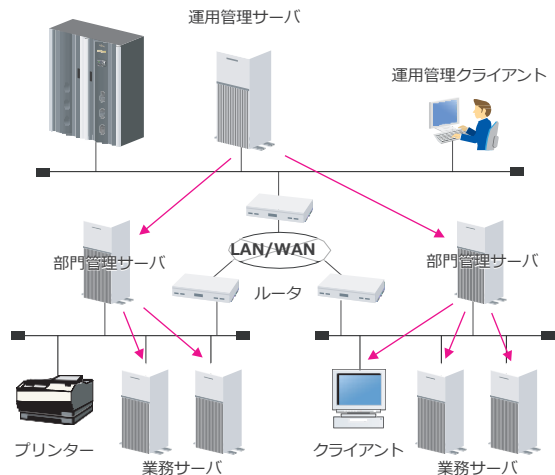 運用管理サーバ
運用管理クライアント
LAN/WAN
部門管理サーバ
部門管理サーバ
ルータ
プリンター
業務サーバ
クライアント
業務サーバ